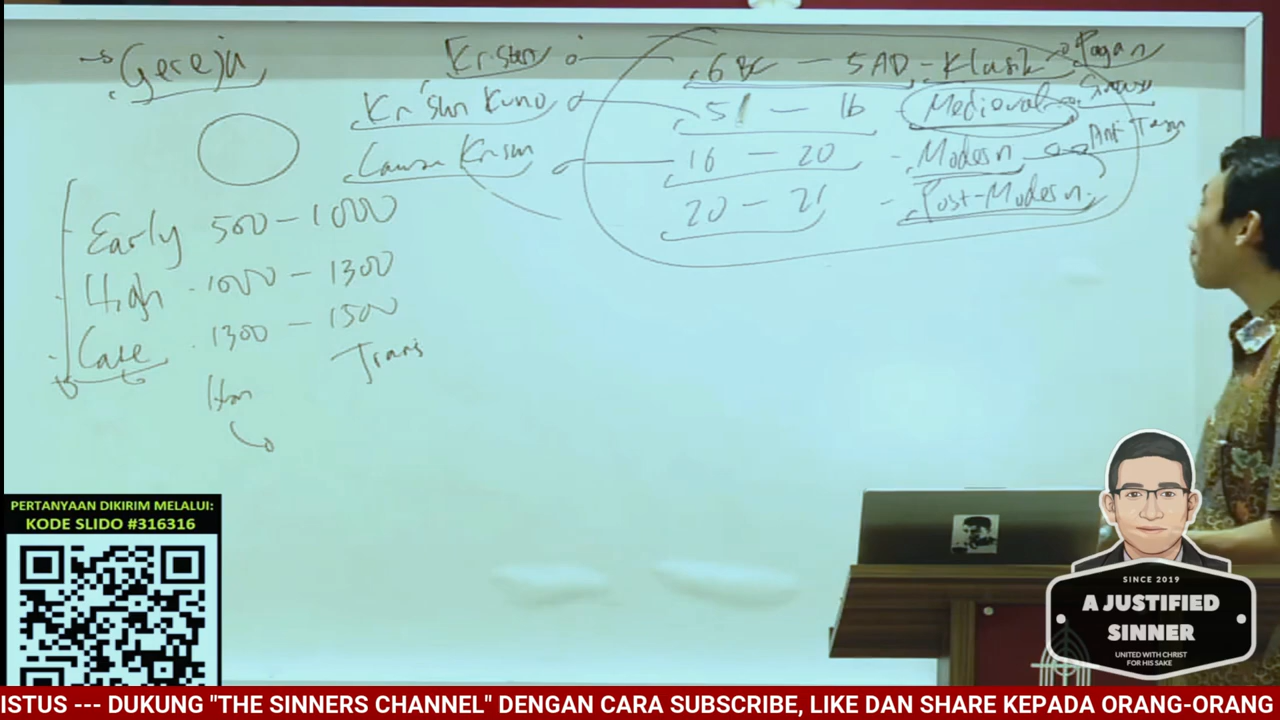 Gereja
Kristen
6 BC - 5 AD - Klasik
Pagan
Kristen Kuno
5 - 16 Medieval
Lawan Kristen
16 - 20 - Modern
20 - 21 - Post-Modern
Early 500 - 1000
High 1000 - 1300
Late 1300 - 1500
Trans
PERTANYAAN DIKIRIM MELALUI:
KODE SLIDO #316316
SINCE 2019
A JUSTIFIED
SINNER
UNITED WITH CHRIST
FOR HIS SAKE
ISTUS --- DUKUNG "THE SINNERS CHANNEL" DENGAN CARA SUBSCRIBE, LIKE DAN SHARE KEPADA ORANG-ORANG